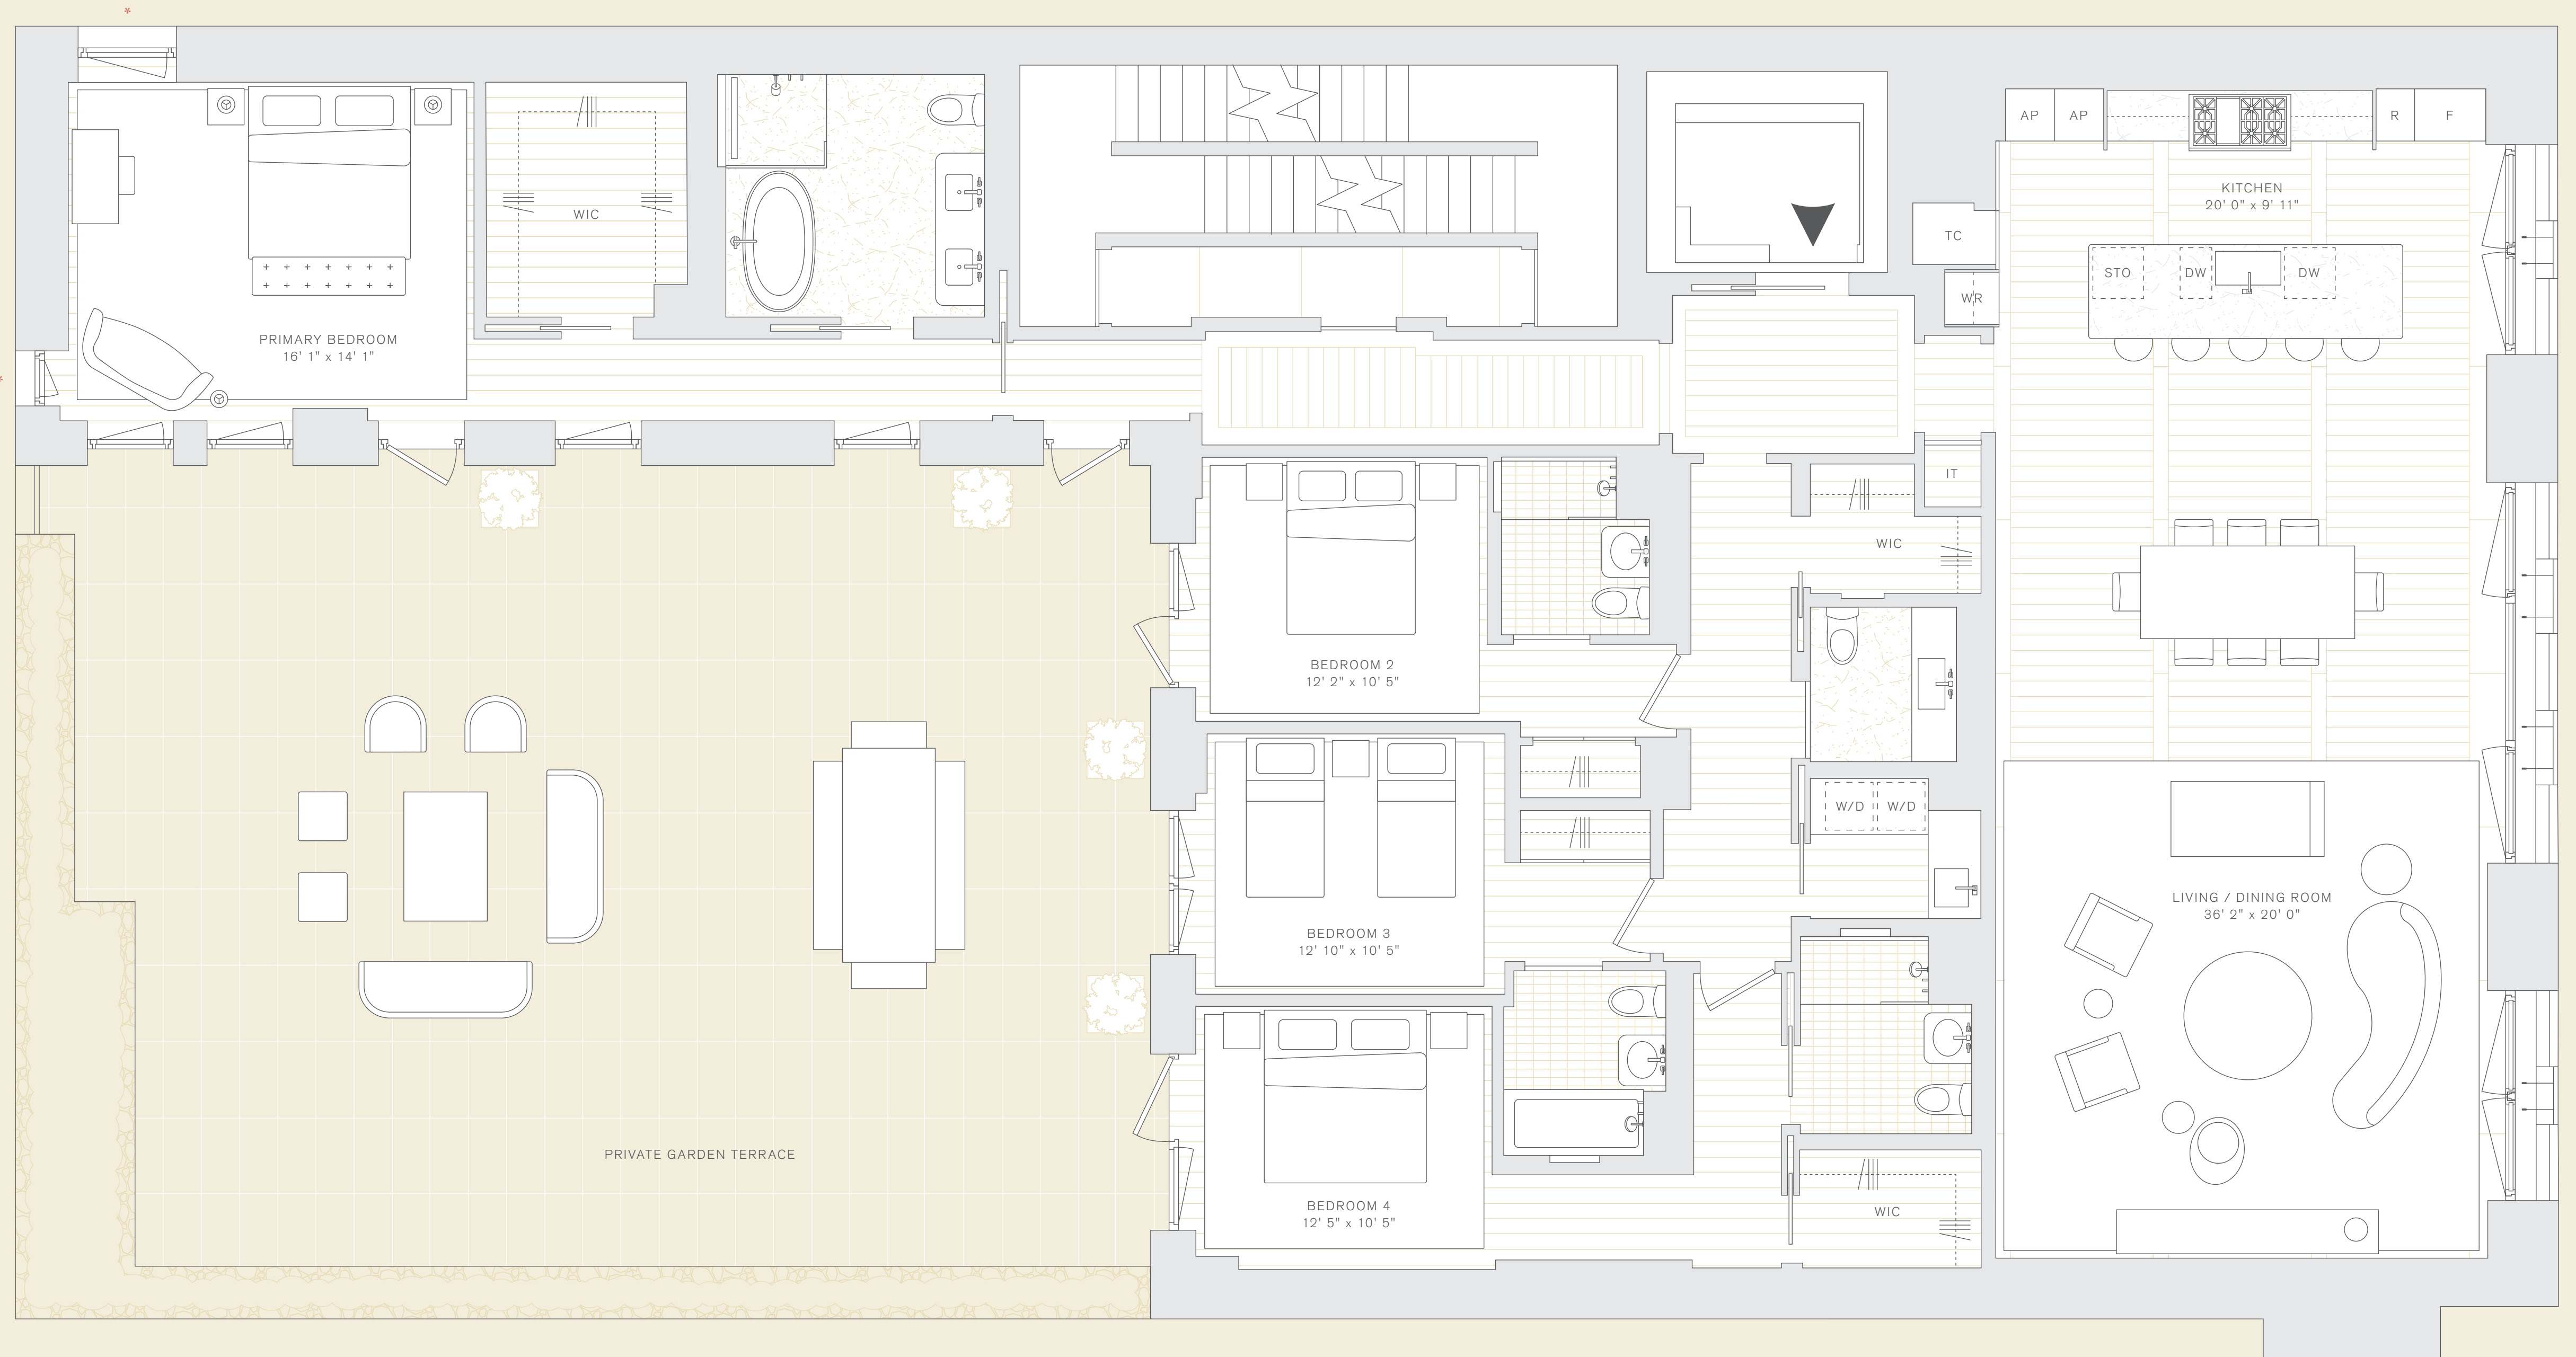 AP
AP
R
F
KITCHEN
20' 0" x 9' 11"
WIC
TC
STO
DW
DW
WR
PRIMARY BEDROOM
16' 1" x 14' 1"
IT
WIC
BEDROOM 2
12' 2" x 10' 5"
W/D
W/D
LIVING / DINING ROOM
36' 2" x 20' 0"
BEDROOM 3
12' 10" x 10' 5"
PRIVATE GARDEN TERRACE
BEDROOM 4
12' 5" x 10' 5"
WIC